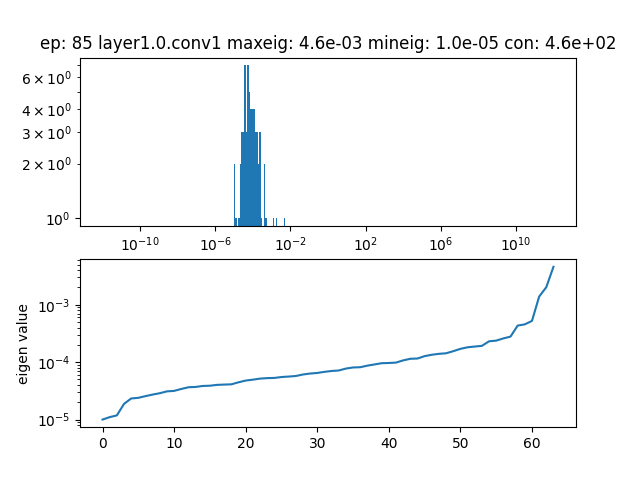 ep: 85 layer1.0.conv1 maxeig: 4.6e-03 mineig: 1.0e-05 con: 4.6e+02
6 × 10⁰
4 × 10⁰
3 × 10⁰
2 × 10⁰
10⁰
10⁻¹⁰ 10⁻⁶ 10⁻² 10² 10⁶ 10¹⁰
eigen value
10⁻³
10⁻⁴
10⁻⁵
0 10 20 30 40 50 60